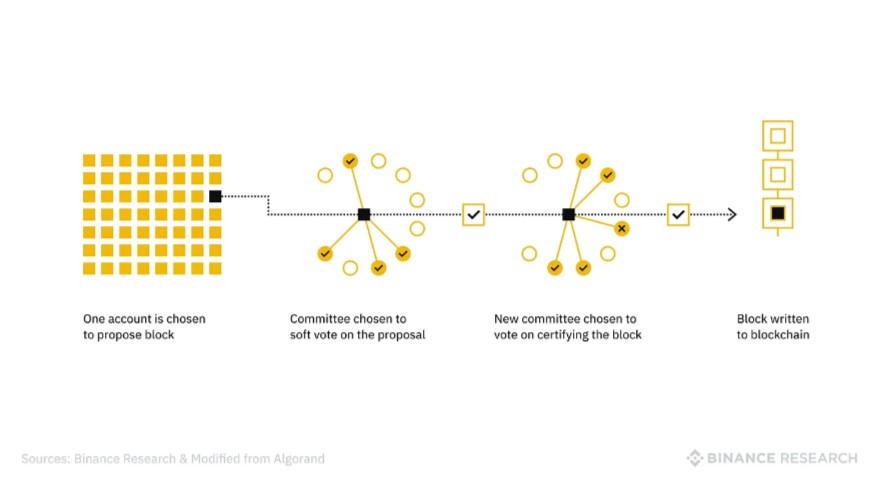 One account is chosen
to propose block
Committee chosen to
soft vote on the proposal
New committee chosen to
vote on certifying the block
Block written
to blockchain
Sources: Binance Research & Modified from Algorand
BINANCE RESEARCH